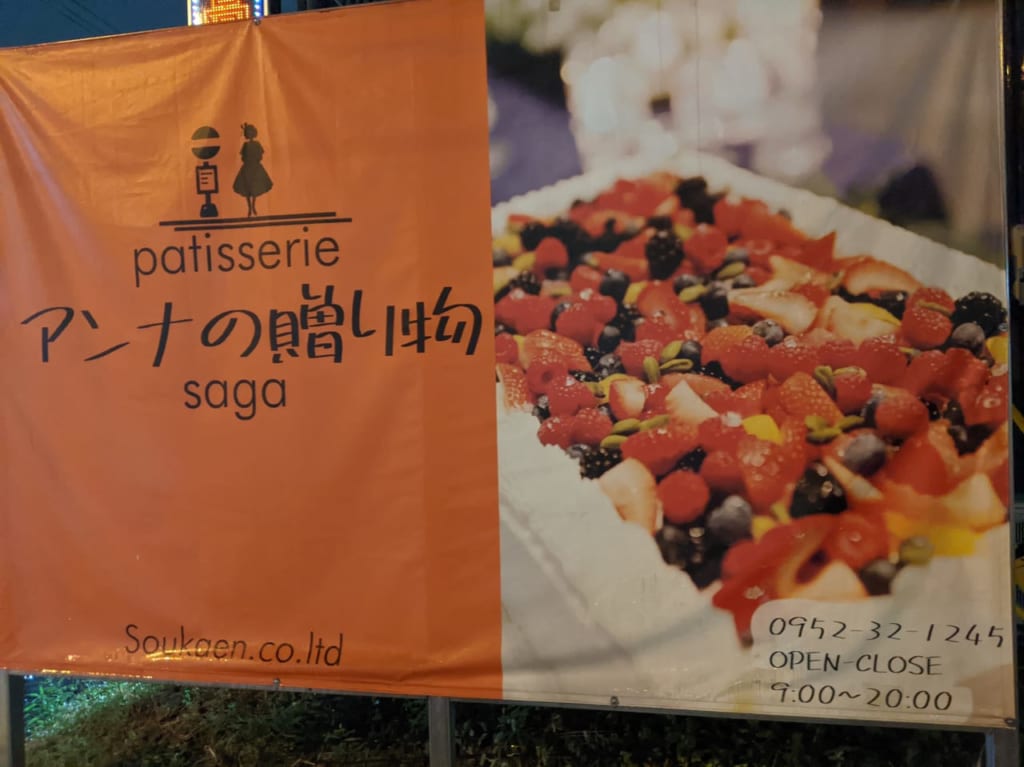 patisserie
アンナの贈り物
saga
Soukaen.co.ltd
0952-32-1245
OPEN-CLOSE
9:00~20:00